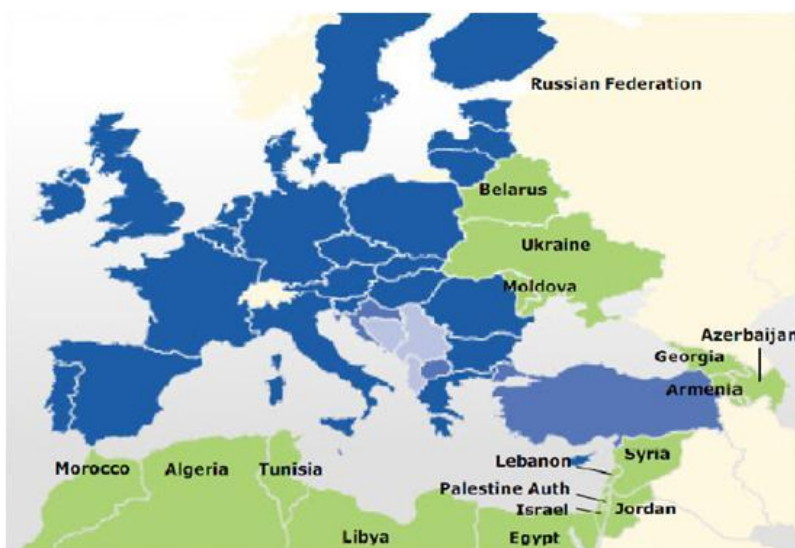 Russian Federation
Belarus
Ukraine
Moldova
Azerbaijan
Georgia
Armenia
Morocco
Algeria
Tunisia
Lebanon
Syria
Palestine Auth
Israel
Jordan
Libya
Egypt